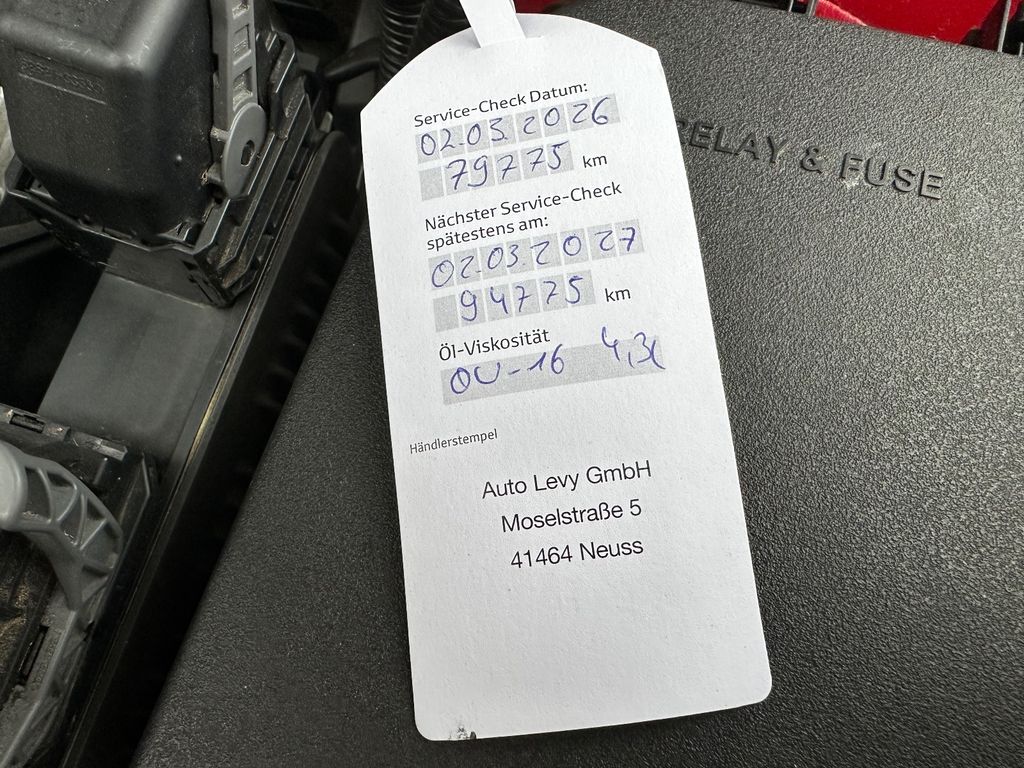 Service-Check Datum:
02.03.2026
79775 km
Nächster Service-Check
spätestens am:
02.03.2027
94775 km
Öl-Viskosität
0W-16 4,3l
Händlerstempel
Auto Levy GmbH
Moselstraße 5
41464 Neuss
RELAY & FUSE